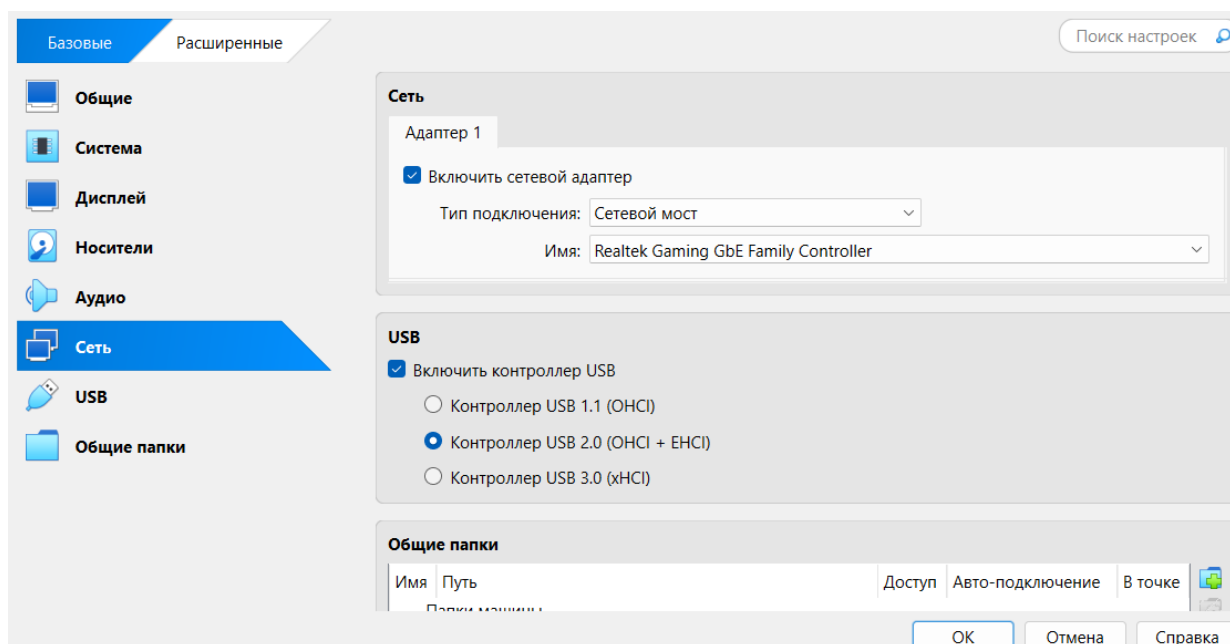 Базовые Расширенные
Поиск настроек
Общие
Система
Дисплей
Носители
Аудио
Сеть
USB
Общие папки
Сеть
Адаптер 1
Включить сетевой адаптер
Тип подключения: Сетевой мост
Имя: Realtek Gaming GbE Family Controller
USB
Включить контроллер USB
Контроллер USB 1.1 (OHCI)
Контроллер USB 2.0 (OHCI + EHCI)
Контроллер USB 3.0 (xHCI)
Общие папки
Имя Путь Доступ Авто-подключение В точке
Папки машины
OK Отмена Справка